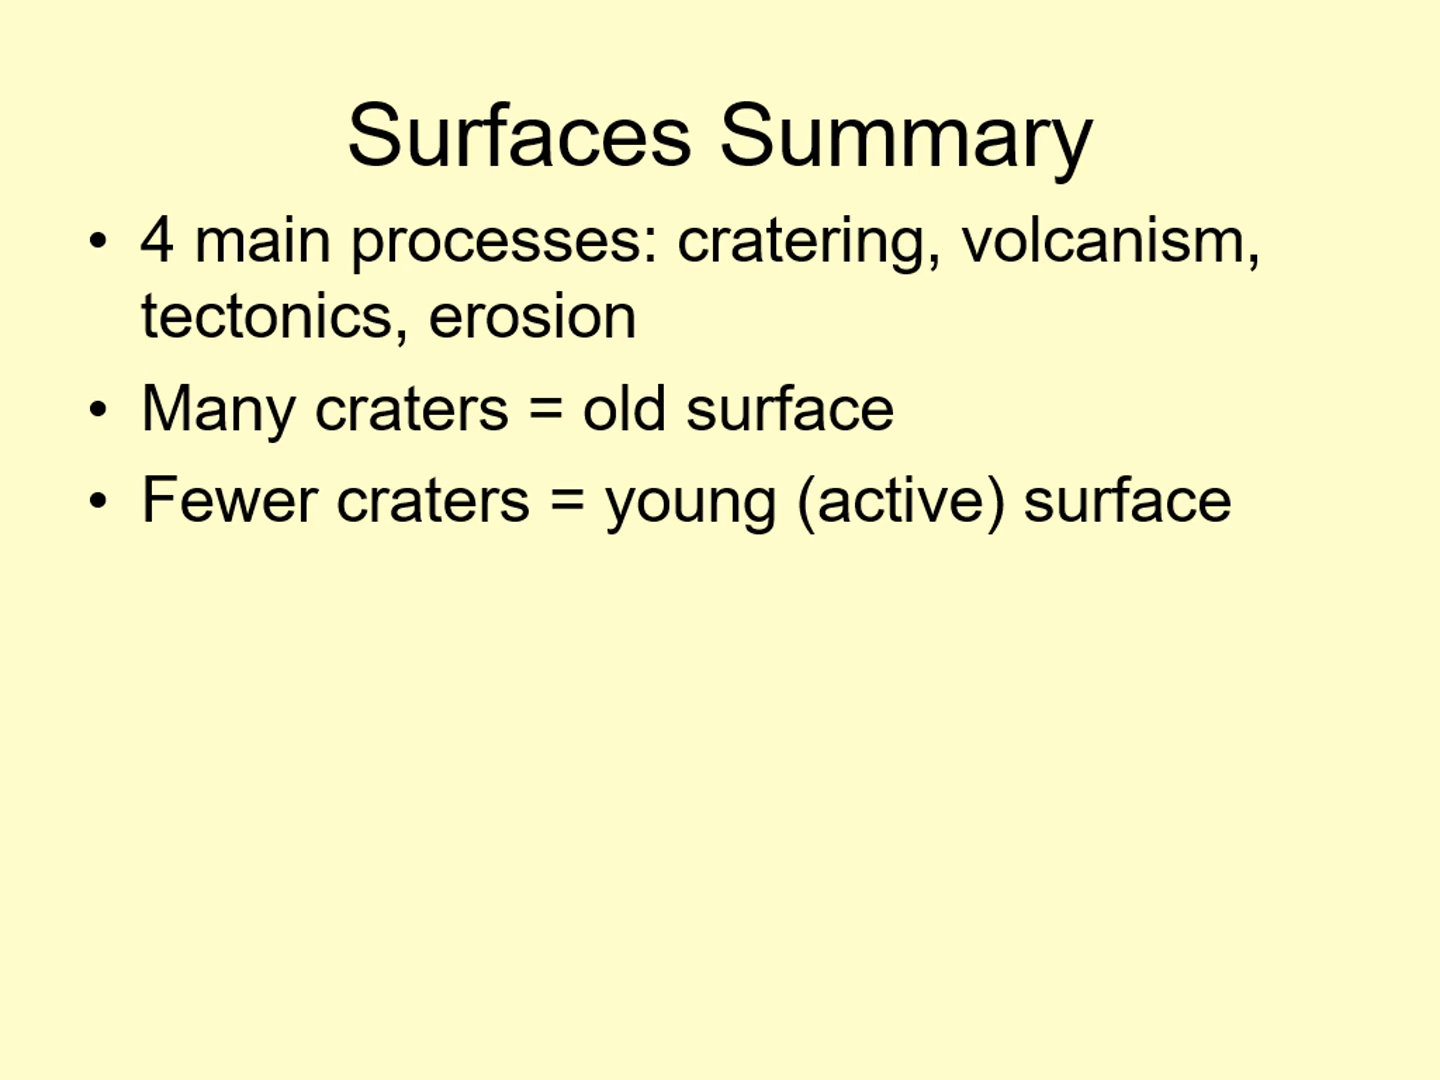 Surfaces Summary
• 4 main processes: cratering, volcanism,
tectonics, erosion
• Many craters = old surface
• Fewer craters = young (active) surface